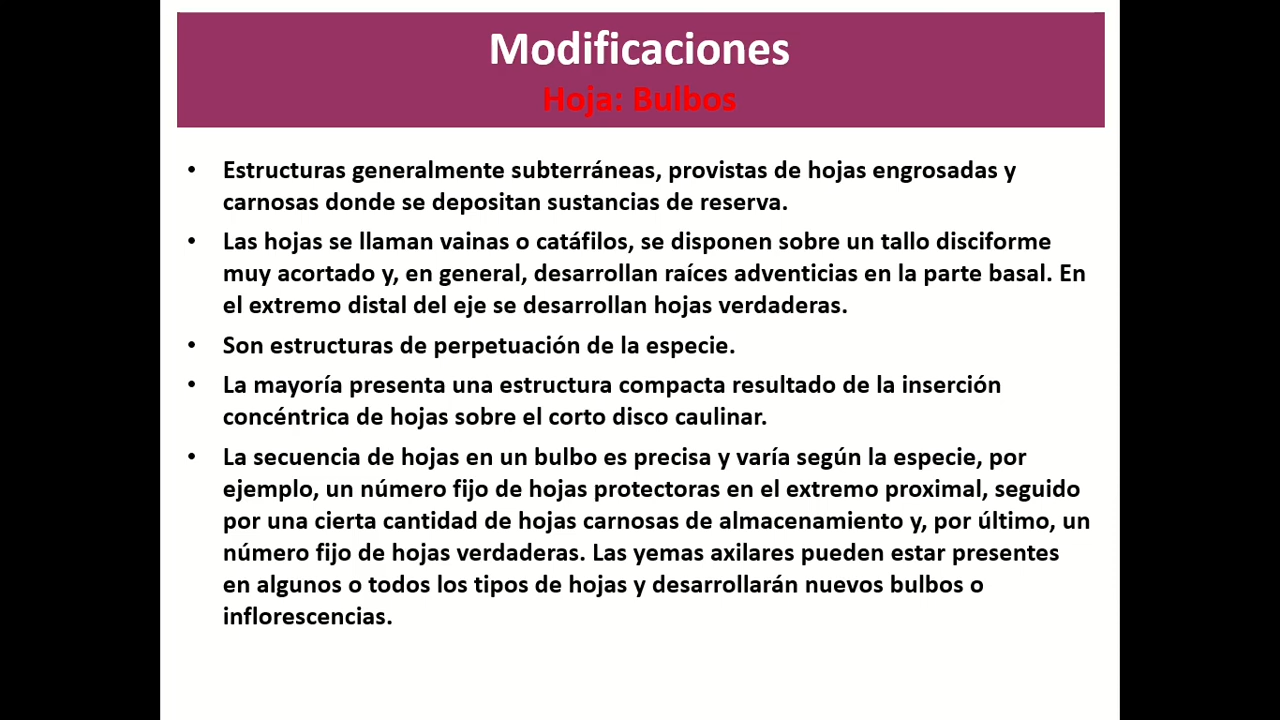 Modificaciones
Hoja: Bulbos
• Estructuras generalmente subterráneas, provistas de hojas engrosadas y
carnosas donde se depositan sustancias de reserva.
• Las hojas se llaman vainas o catáfilos, se disponen sobre un tallo disciforme
muy acortado y, en general, desarrollan raíces adventicias en la parte basal. En
el extremo distal del eje se desarrollan hojas verdaderas.
• Son estructuras de perpetuación de la especie.
• La mayoría presenta una estructura compacta resultado de la inserción
concéntrica de hojas sobre el corto disco caulinar.
• La secuencia de hojas en un bulbo es precisa y varía según la especie, por
ejemplo, un número fijo de hojas protectoras en el extremo proximal, seguido
por una cierta cantidad de hojas carnosas de almacenamiento y, por último, un
número fijo de hojas verdaderas. Las yemas axilares pueden estar presentes
en algunos o todos los tipos de hojas y desarrollarán nuevos bulbos o
inflorescencias.